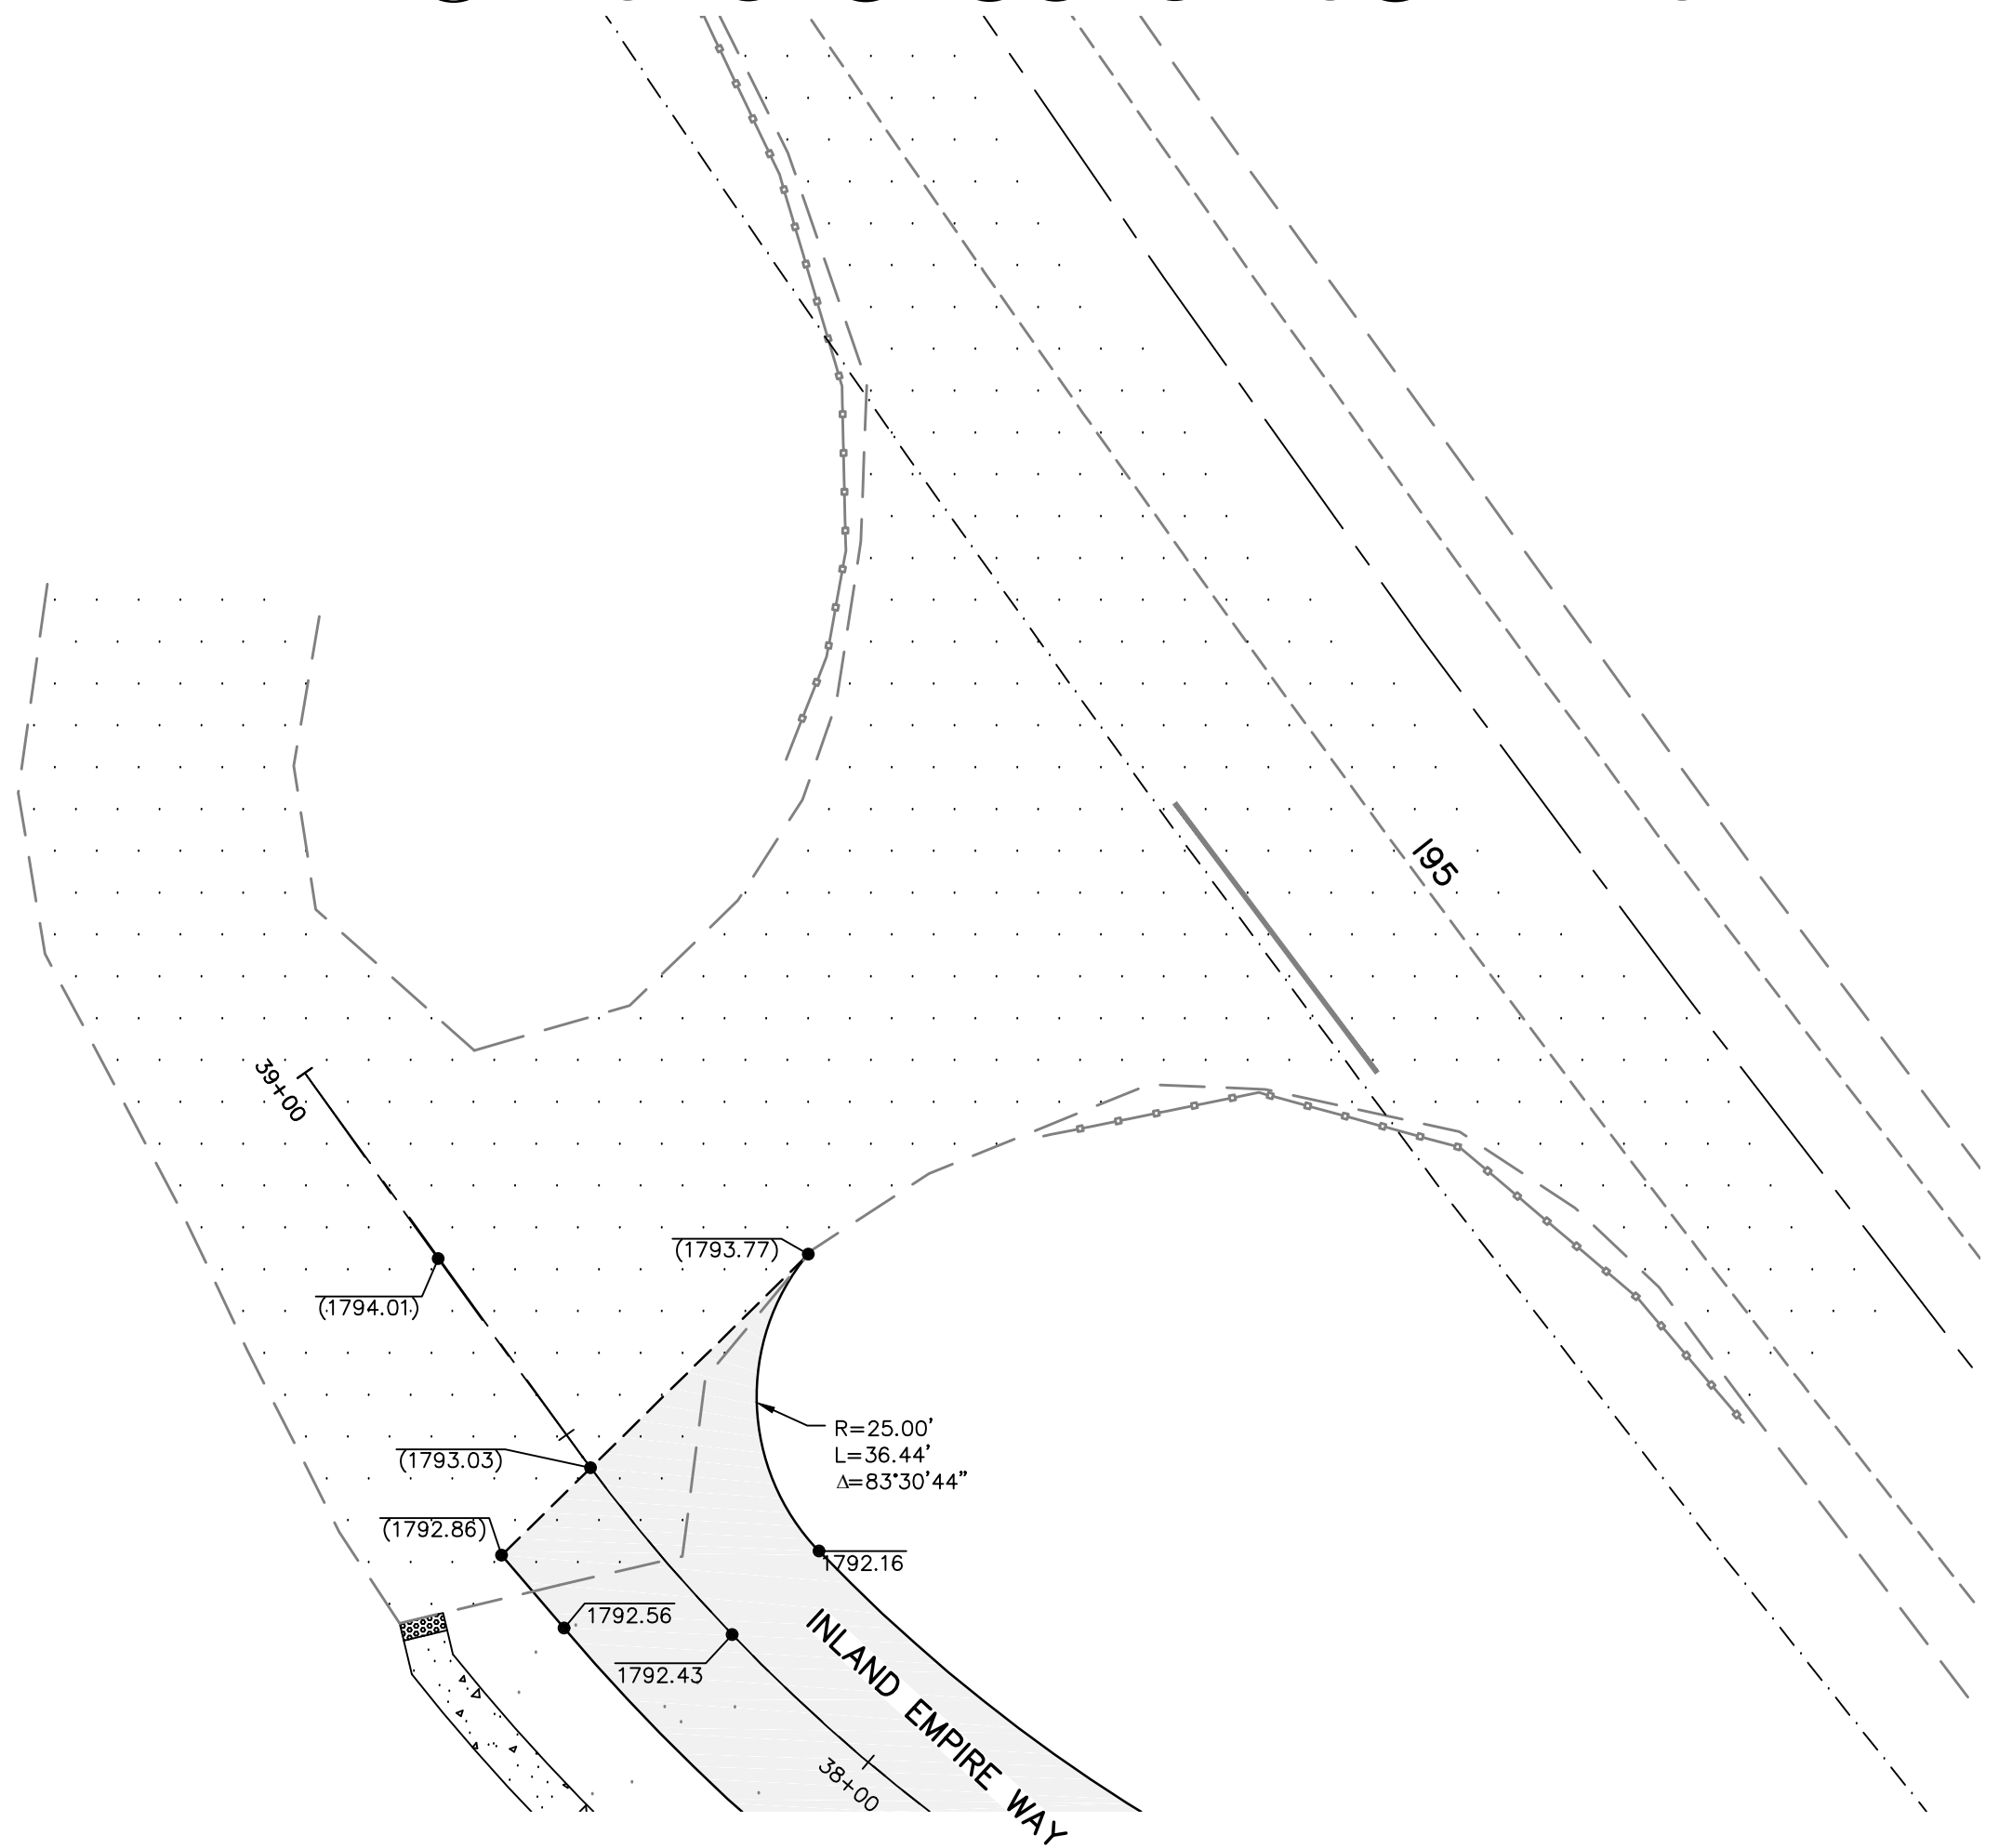 I95
39+00
(1793.77)
(1794.01)
R=25.00'
L=36.44'
Δ=83°30'44"
(1793.03)
(1792.86)
1792.16
1792.56
1792.43
INLAND EMPIRE WAY
38+00